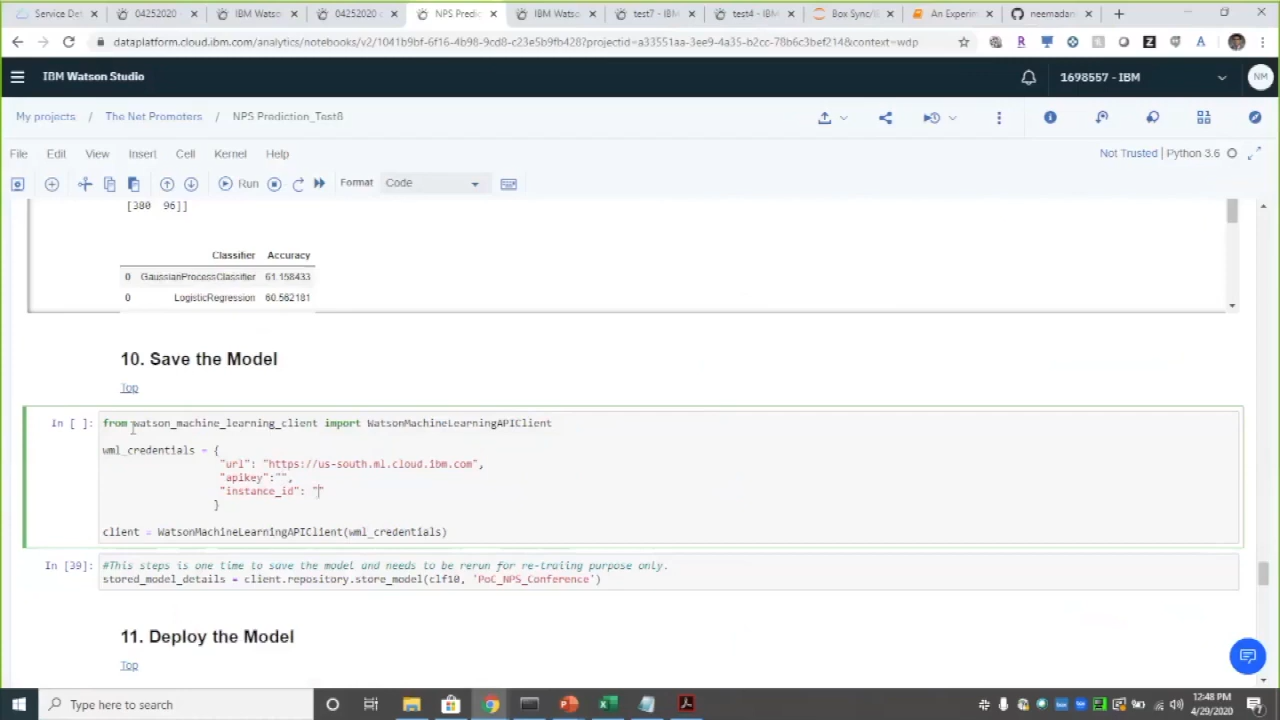 Service Det
04252020
IBM Wats
04252020 c
NPS Predic
IBM Wats
test7 - IBM
test4 - IBM
Box Sync/I
An Experim
neemadan
dataplatform.cloud.ibm.com/analytics/notebooks/v2/1041b9bf-6f16-4b98-9cd8-c23e5b9fb428?projectid=a33551aa-3ee9-4a35-b2cc-78b6c3bef214&context=wdp
IBM Watson Studio
1698557 - IBM
NM
My projects / The Net Promoters / NPS Prediction_Test8
File Edit View Insert Cell Kernel Help
Not Trusted | Python 3.6
Run
Format
Code
[380 96]]
Classifier Accuracy
0 GaussianProcessClassifier 61.158433
0 LogisticRegression 60.562181
10. Save the Model
Top
In [ ]:
from watson_machine_learning_client import WatsonMachineLearningAPIClient
wml_credentials = {
"url": "https://us-south.ml.cloud.ibm.com",
"apikey":"",
"instance_id": ""
}
client = WatsonMachineLearningAPIClient(wml_credentials)
In [39]:
#This steps is one time to save the model and needs to be rerun for re-traiing purpose only.
stored_model_details = client.repository.store_model(clf10, 'PoC_NPS_Conference')
11. Deploy the Model
Top
Type here to search
12:48 PM
4/29/2020